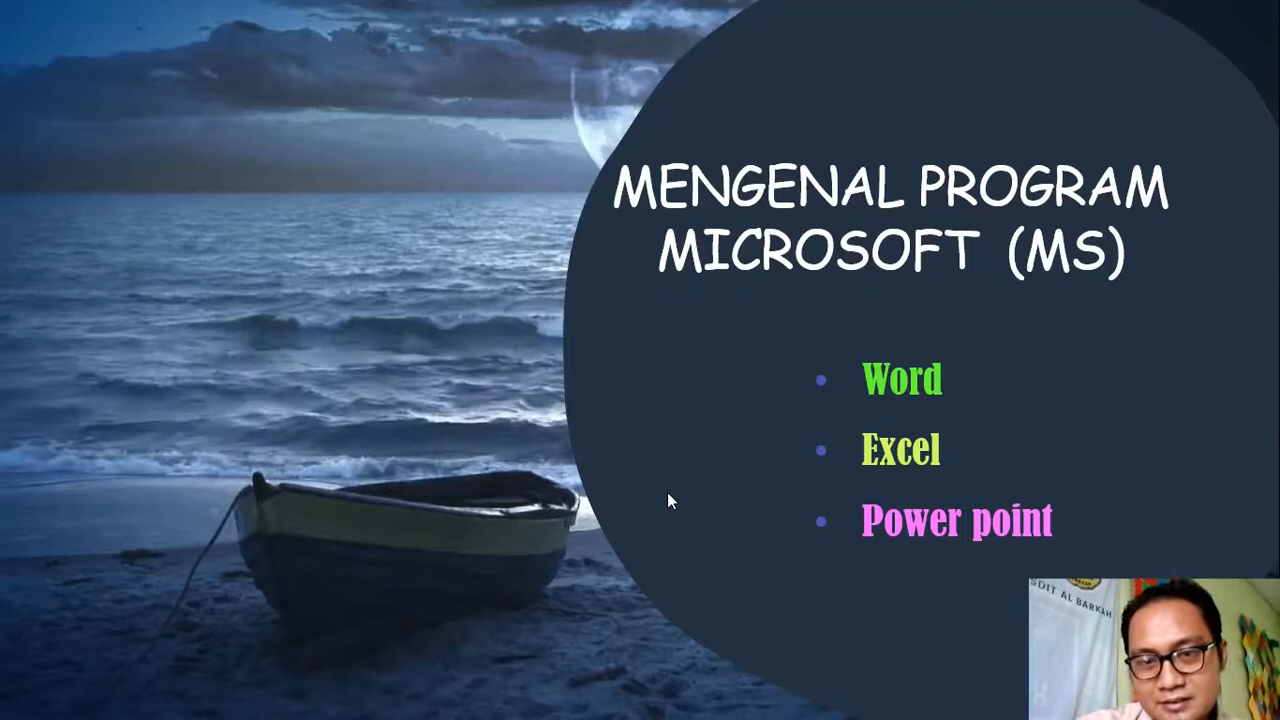 MENGENAL PROGRAM
MICROSOFT (MS)
• Word
• Excel
• Power point
SDIT AL BARKAH